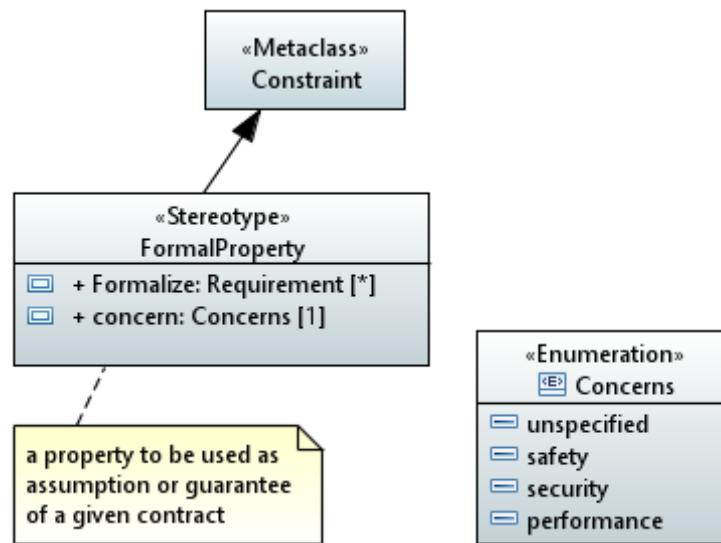 «Metaclass»
Constraint
«Stereotype»
FormalProperty
+ Formalize: Requirement [*]
+ concern: Concerns [1]
a property to be used as
assumption or guarantee
of a given contract
«Enumeration»
<E> Concerns
unspecified
safety
security
performance